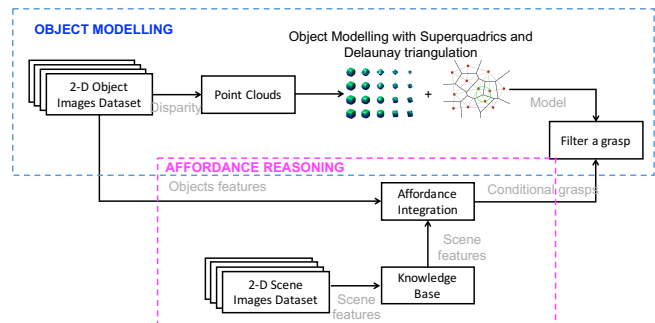 OBJECT MODELLING
Object Modelling with Superquadrics and
Delaunay triangulation
2-D Object
Images Dataset
Disparity
Point Clouds
+
Model
Filter a grasp
AFFORDANCE REASONING
Objects features
Affordance
Integration
Conditional grasps
Scene
features
2-D Scene
Images Dataset
Scene
features
Knowledge
Base